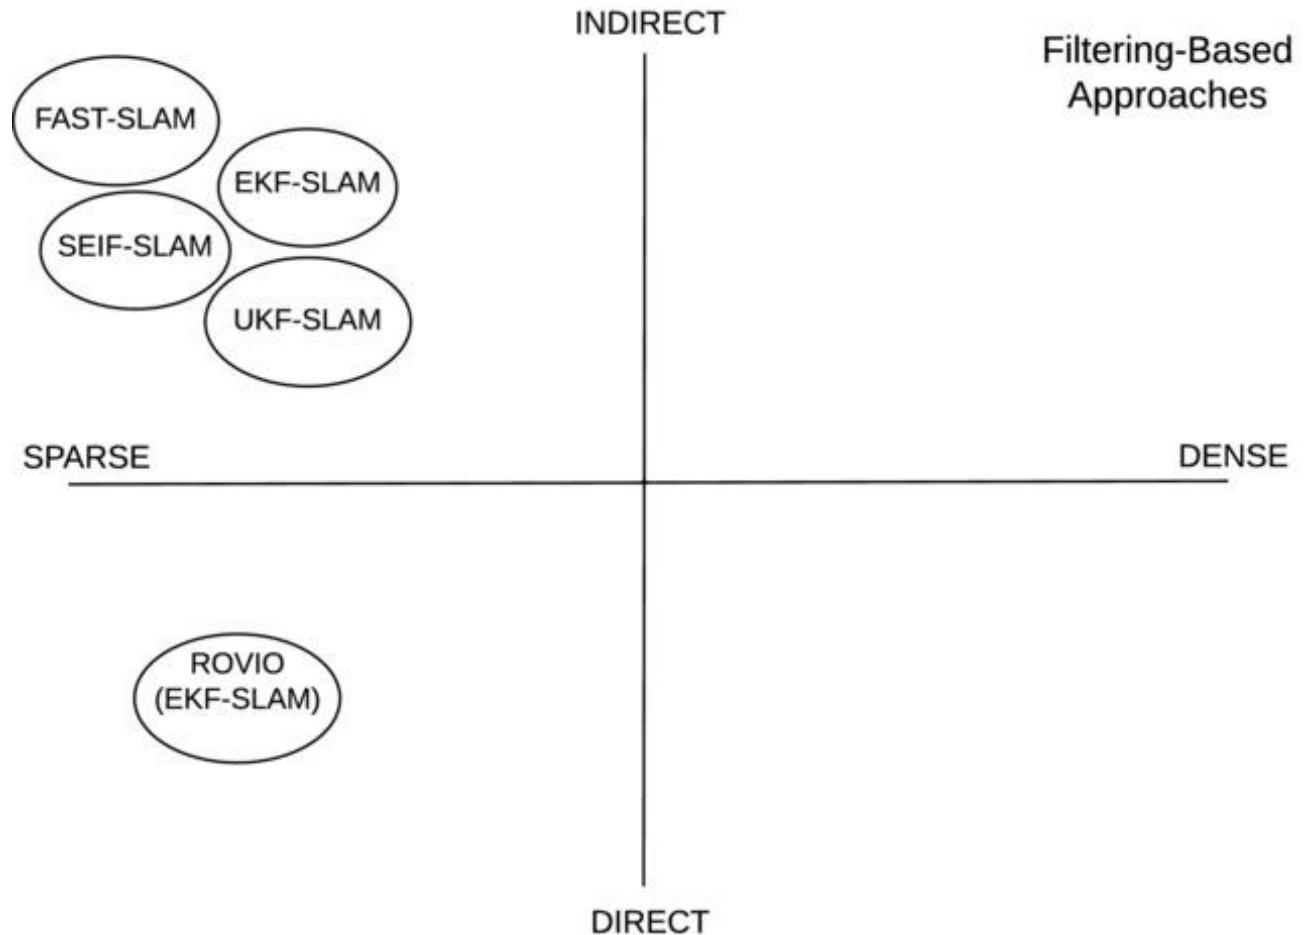 INDIRECT
Filtering-Based
Approaches
FAST-SLAM
EKF-SLAM
SEIF-SLAM
UKF-SLAM
SPARSE
DENSE
ROVIO
(EKF-SLAM)
DIRECT